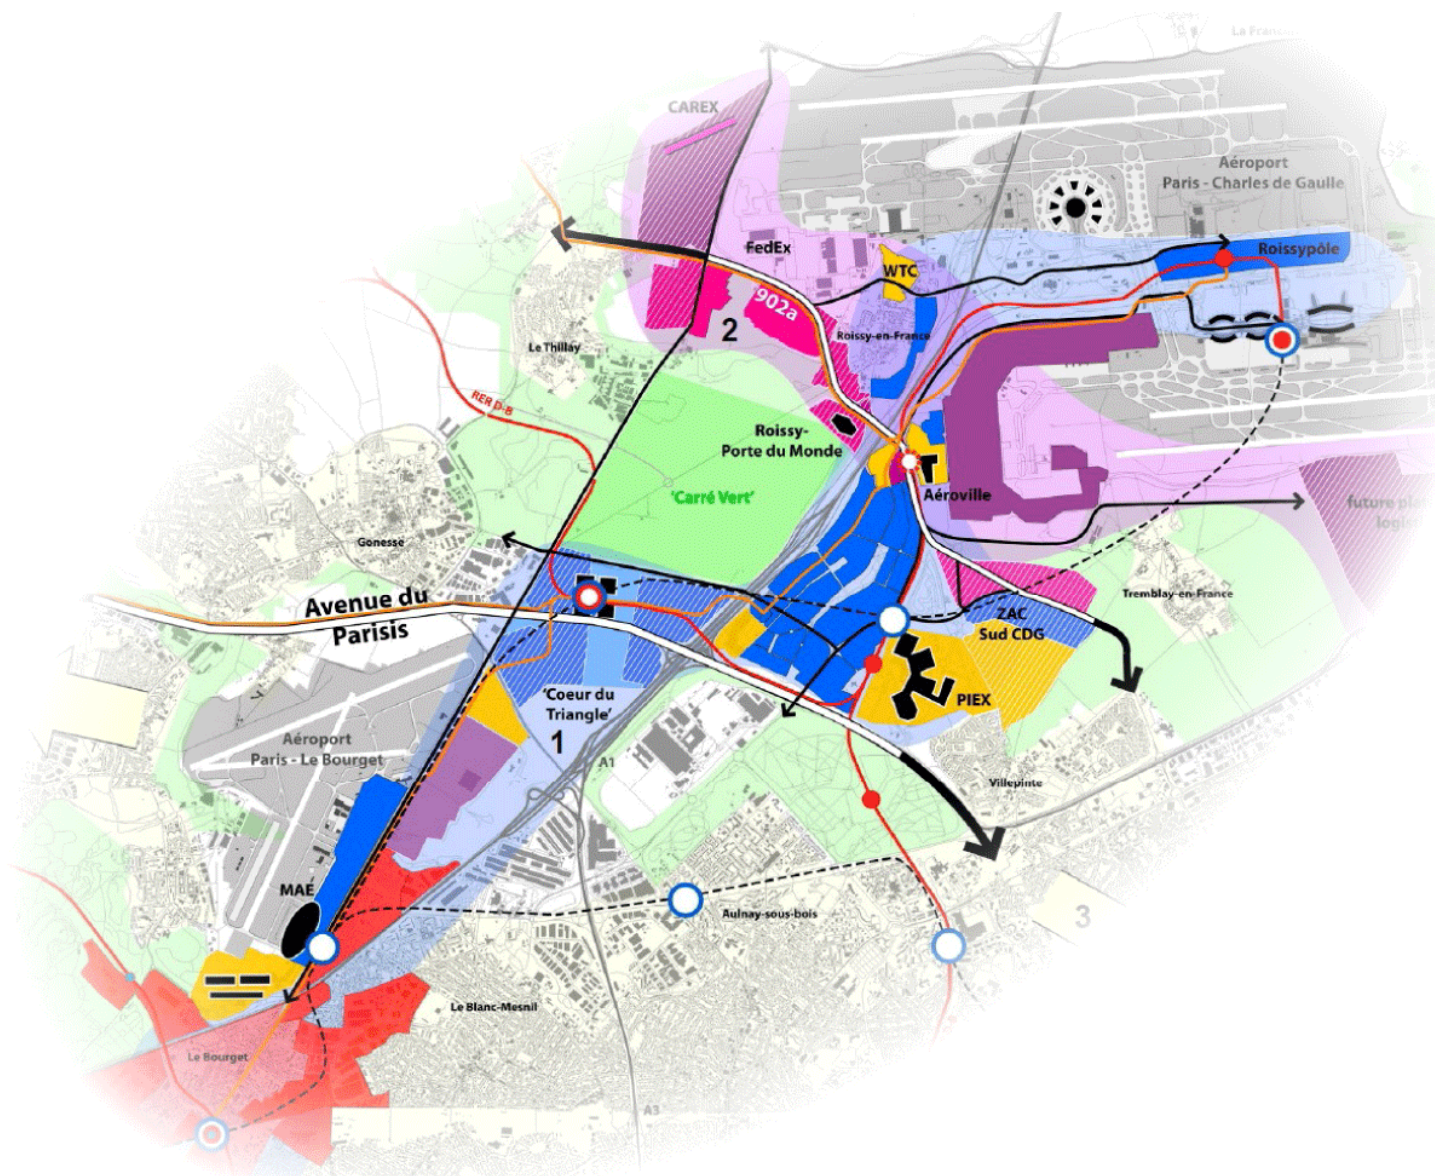 CAREX
Aéroport
Paris - Charles de Gaulle
FedEx
WTC
Roissypôle
902a
2
Roissy-en-France
Le Thillay
RER D-B
Roissy-
Porte du Monde
'Carré Vert'
Aéroville
Gonesse
Avenue du
Parisis
Tremblay-en-France
ZAC
Sud CDG
'Coeur du
Triangle'
1
PIEX
Aéroport
Paris - Le Bourget
A1
Villepinte
MAE
Aulnay-sous-bois
3
Le Blanc-Mesnil
Le Bourget
A3
future